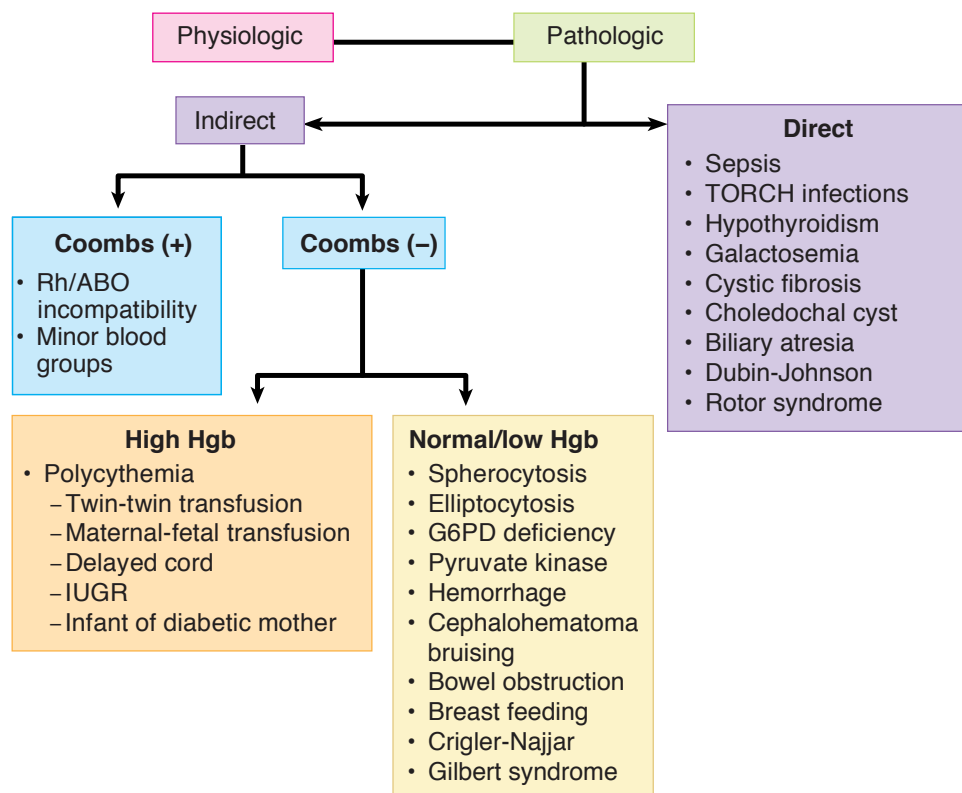 Physiologic
Pathologic
Indirect
Direct
• Sepsis
• TORCH infections
• Hypothyroidism
• Galactosemia
• Cystic fibrosis
• Choledochal cyst
• Biliary atresia
• Dubin-Johnson
• Rotor syndrome
Coombs (+)
• Rh/ABO
incompatibility
• Minor blood
groups
Coombs (–)
High Hgb
• Polycythemia
– Twin-twin transfusion
– Maternal-fetal transfusion
– Delayed cord
– IUGR
– Infant of diabetic mother
Normal/low Hgb
• Spherocytosis
• Elliptocytosis
• G6PD deficiency
• Pyruvate kinase
• Hemorrhage
• Cephalohematoma
bruising
• Bowel obstruction
• Breast feeding
• Crigler-Najjar
• Gilbert syndrome